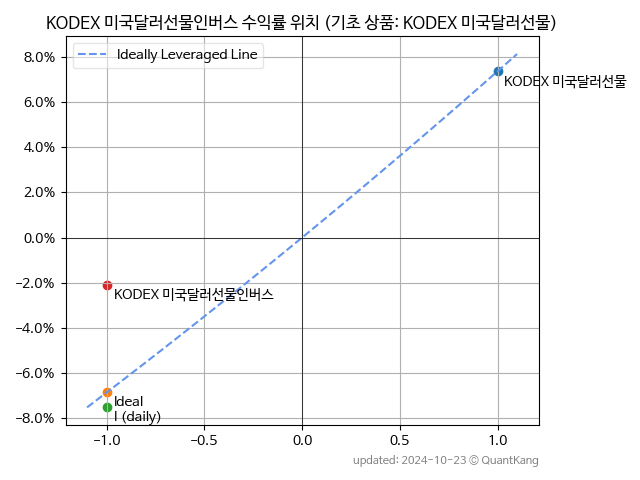 KODEX 미국달러선물인버스 수익률 위치 (기초 상품: KODEX 미국달러선물)
Ideally Leveraged Line
8.0%
KODEX 미국달러선물
6.0%
4.0%
2.0%
0.0%
-2.0%
KODEX 미국달러선물인버스
-4.0%
-6.0%
Ideal
I (daily)
-8.0%
-1.0 -0.5 0.0 0.5 1.0
updated: 2024-10-23 © QuantKang